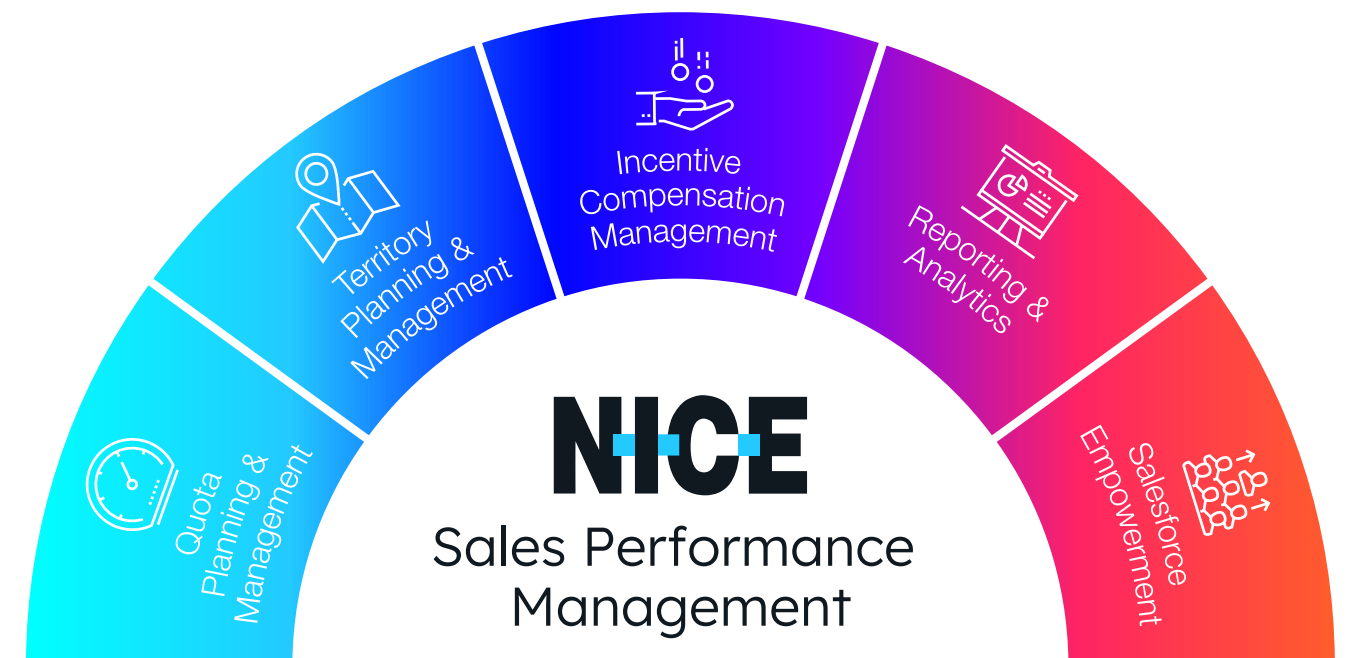 Quota
Planning &
Management
Territory
Planning &
Management
Incentive
Compensation
Management
Reporting &
Analytics
Salesforce
Empowerment
NICE
Sales Performance
Management